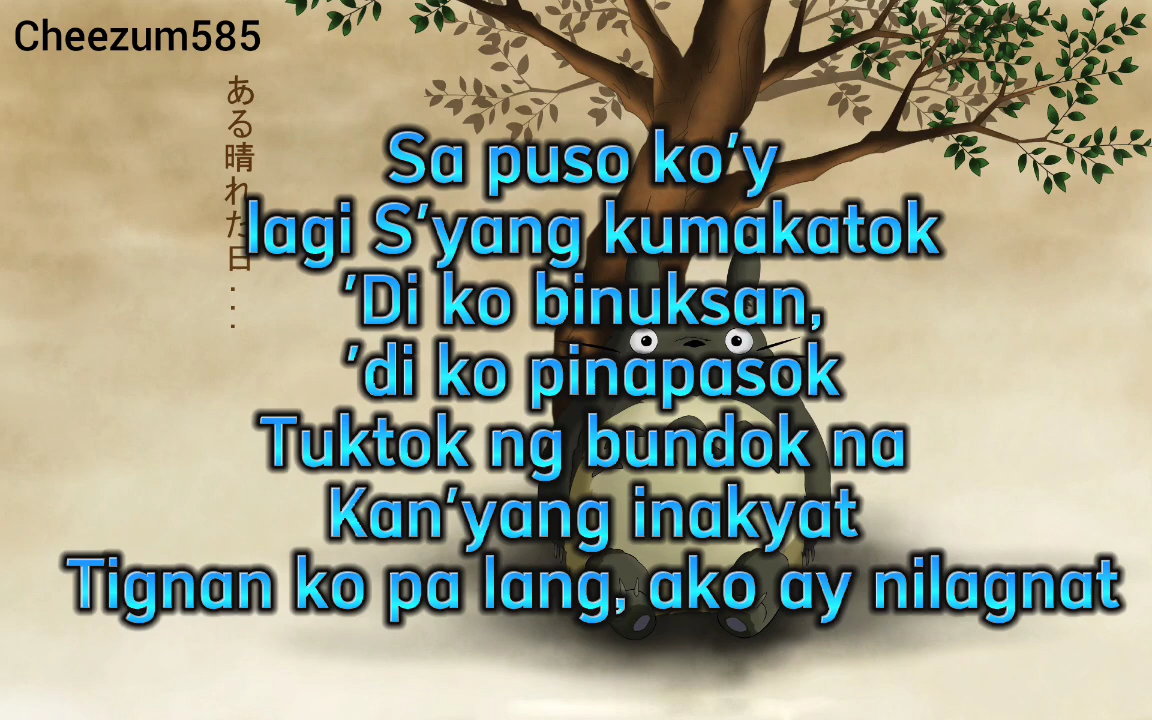 Cheezum585
ある晴れた日...
Sa puso ko'y
lagi S'yang kumakatok
'Di ko binuksan,
'di ko pinapasok
Tuktok ng bundok na
Kan'yang inakyat
Tignan ko pa lang, ako ay nilagnat